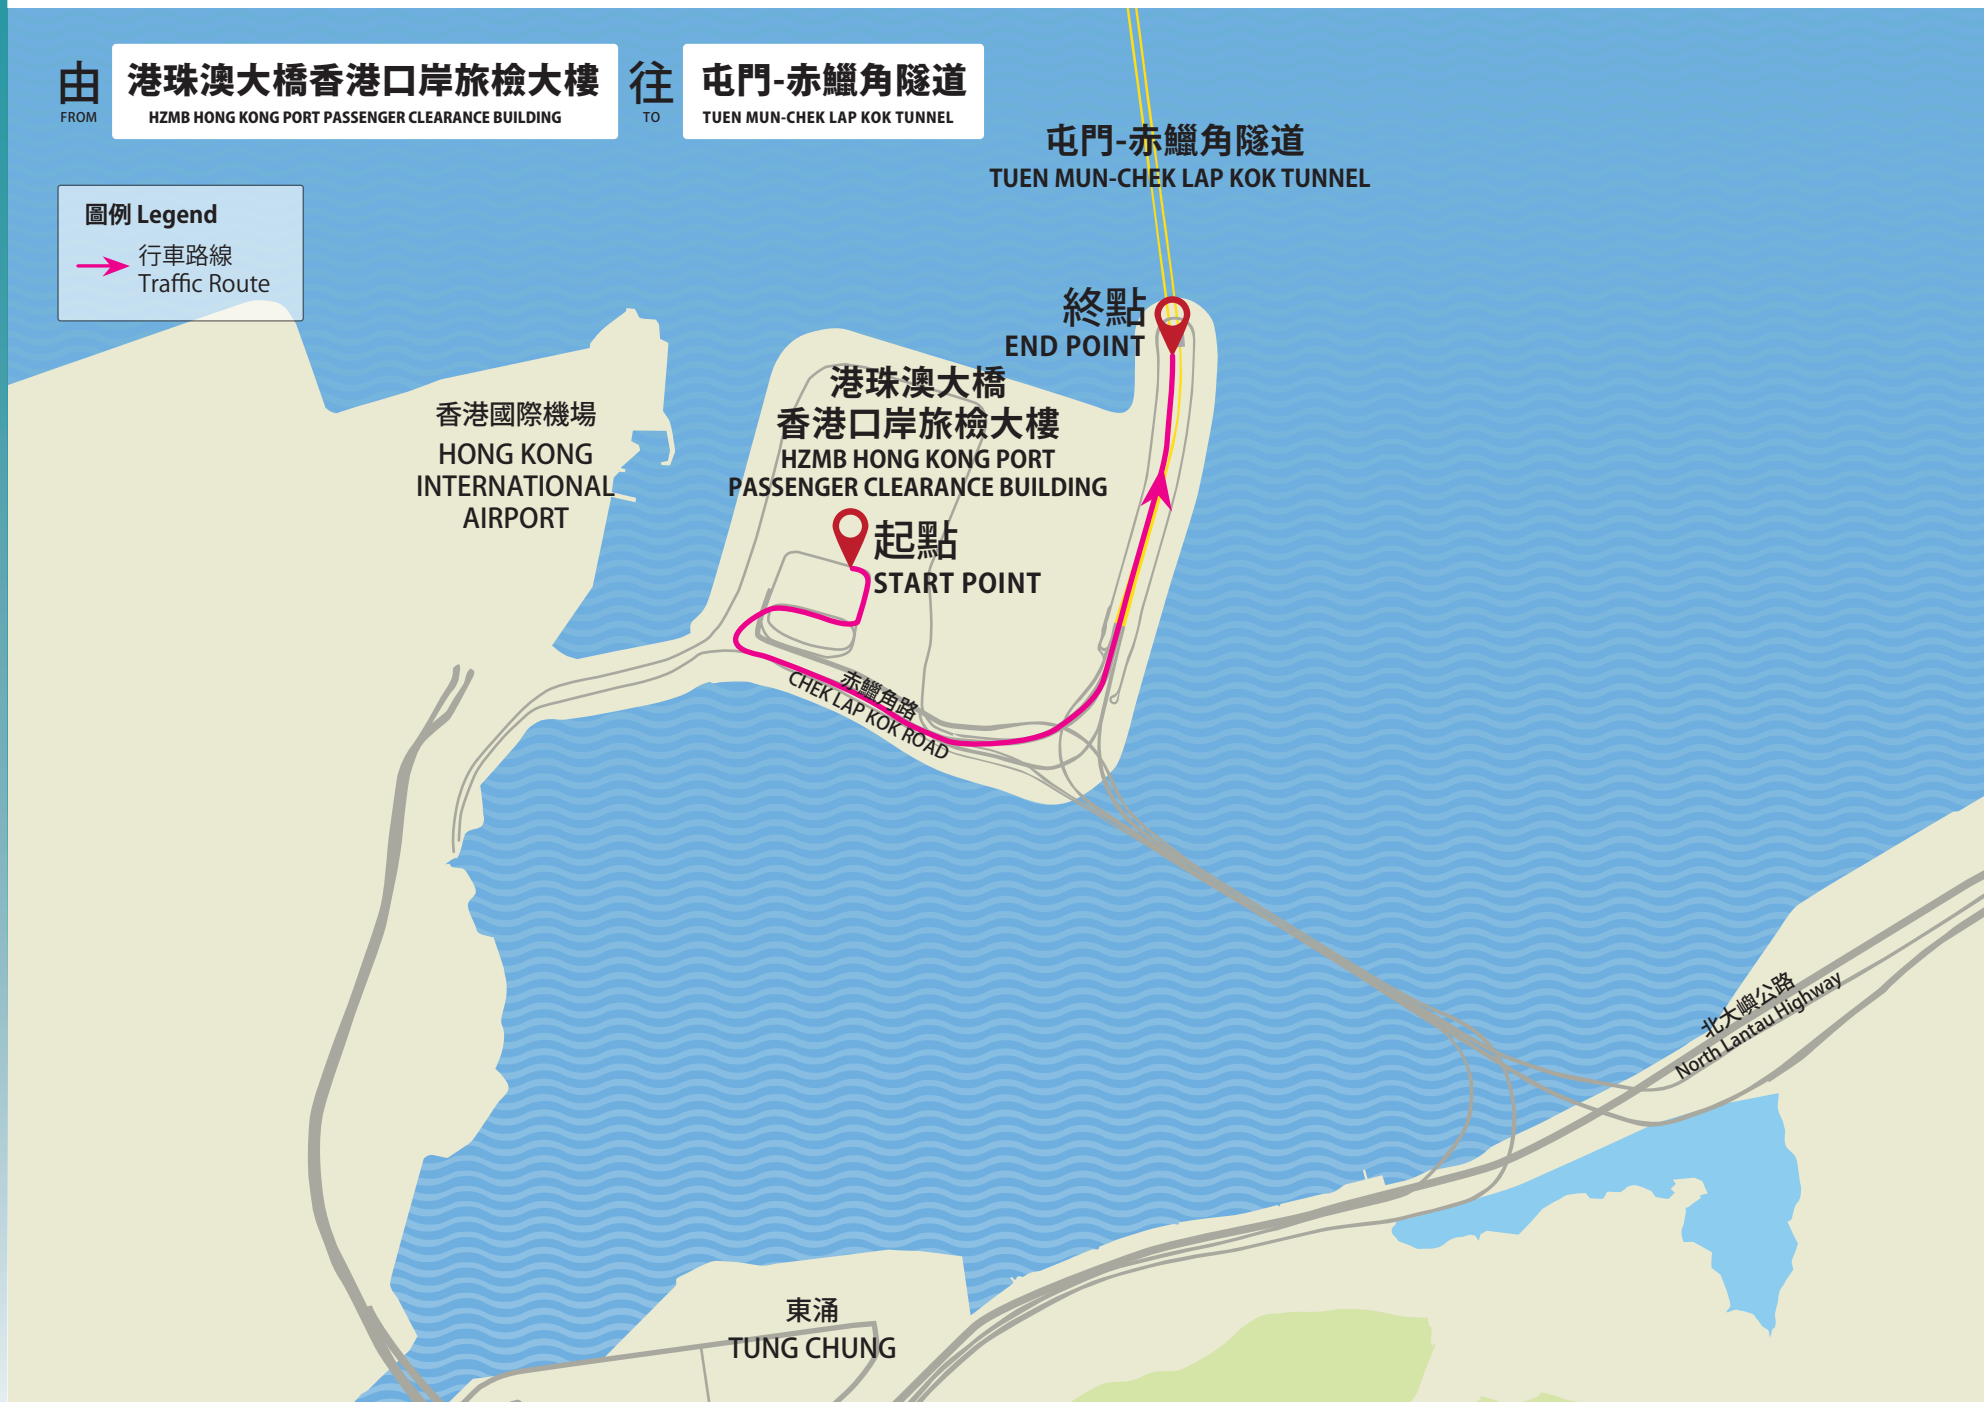 由 港珠澳大橋香港口岸旅檢大樓 往 屯門-赤鱲角隧道
FROM HZMB HONG KONG PORT PASSENGER CLEARANCE BUILDING TO TUEN MUN-CHEK LAP KOK TUNNEL
屯門-赤鱲角隧道
TUEN MUN-CHEK LAP KOK TUNNEL
圖例 Legend
行車路線
Traffic Route
終點
END POINT
港珠澳大橋
香港口岸旅檢大樓
HZMB HONG KONG PORT
PASSENGER CLEARANCE BUILDING
香港國際機場
HONG KONG
INTERNATIONAL
AIRPORT
起點
START POINT
赤鱲角路
CHEK LAP KOK ROAD
北大嶼公路
North Lantau Highway
東涌
TUNG CHUNG